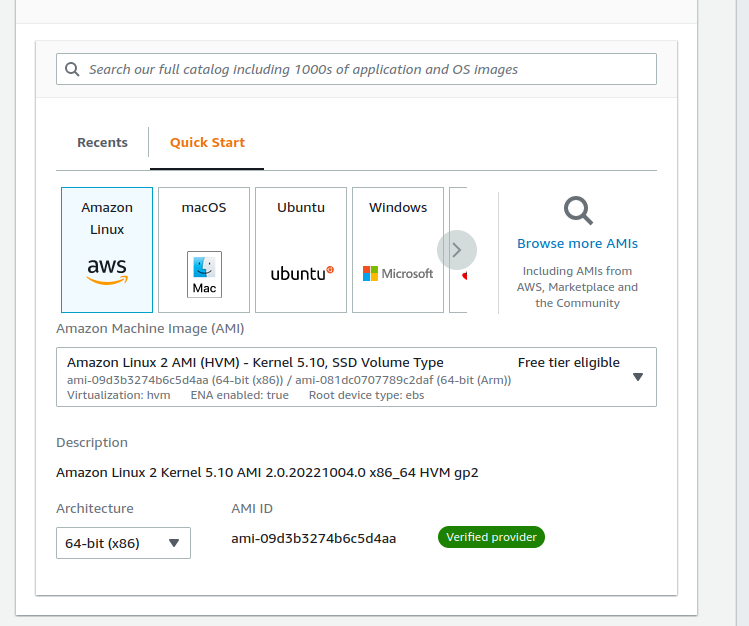 Search our full catalog including 1000s of application and OS images
Recents
Quick Start
Amazon
Linux
aws
macOS
Mac
Ubuntu
ubuntu
Windows
Microsoft
Browse more AMIs
Including AMIs from
AWS, Marketplace and
the Community
Amazon Machine Image (AMI)
Amazon Linux 2 AMI (HVM) - Kernel 5.10, SSD Volume Type
Free tier eligible
ami-09d3b3274b6c5d4aa (64-bit (x86)) / ami-081dc0707789c2daf (64-bit (Arm))
Virtualization: hvm ENA enabled: true Root device type: ebs
Description
Amazon Linux 2 Kernel 5.10 AMI 2.0.20221004.0 x86_64 HVM gp2
Architecture
AMI ID
64-bit (x86)
ami-09d3b3274b6c5d4aa
Verified provider